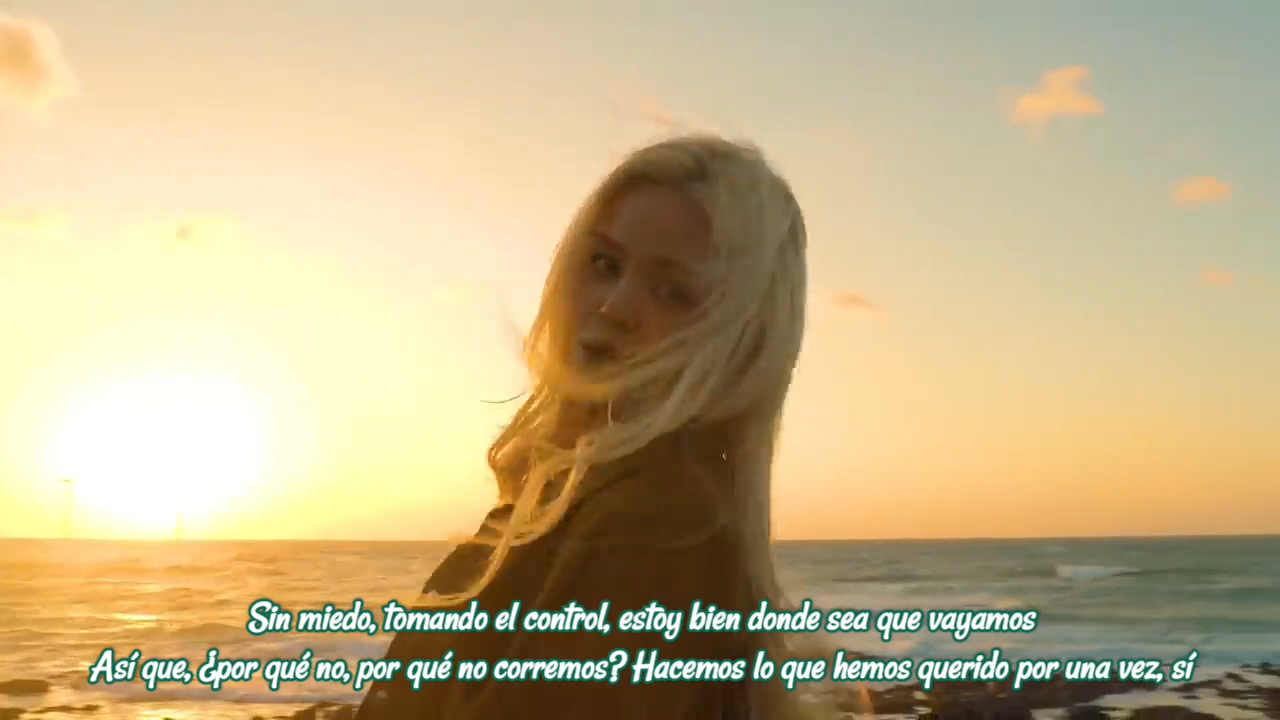 Sin miedo, tomando el control, estoy bien donde sea que vayamos
Así que, ¿por qué no, por qué no corremos? Hacemos lo que hemos querido por una vez, sí